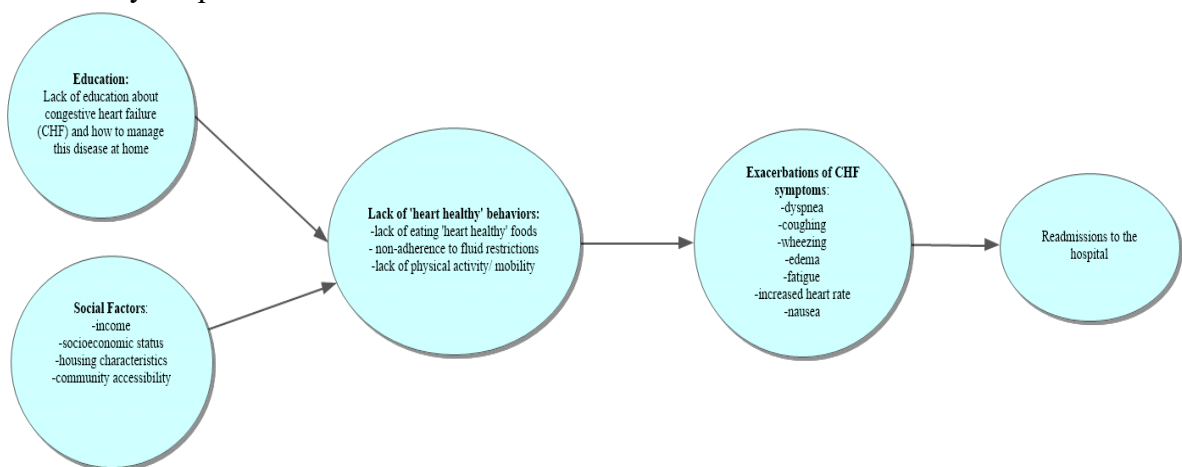 Education:
Lack of education about
congestive heart failure
(CHF) and how to manage
this disease at home
Social Factors:
-income
-socioeconomic status
-housing characteristics
-community accessibility
Lack of 'heart healthy' behaviors:
-lack of eating 'heart healthy' foods
- non-adherence to fluid restrictions
-lack of physical activity/ mobility
Exacerbations of CHF
symptoms:
-dyspnea
-coughing
-wheezing
-edema
-fatigue
-increased heart rate
-nausea
Readmissions to the
hospital